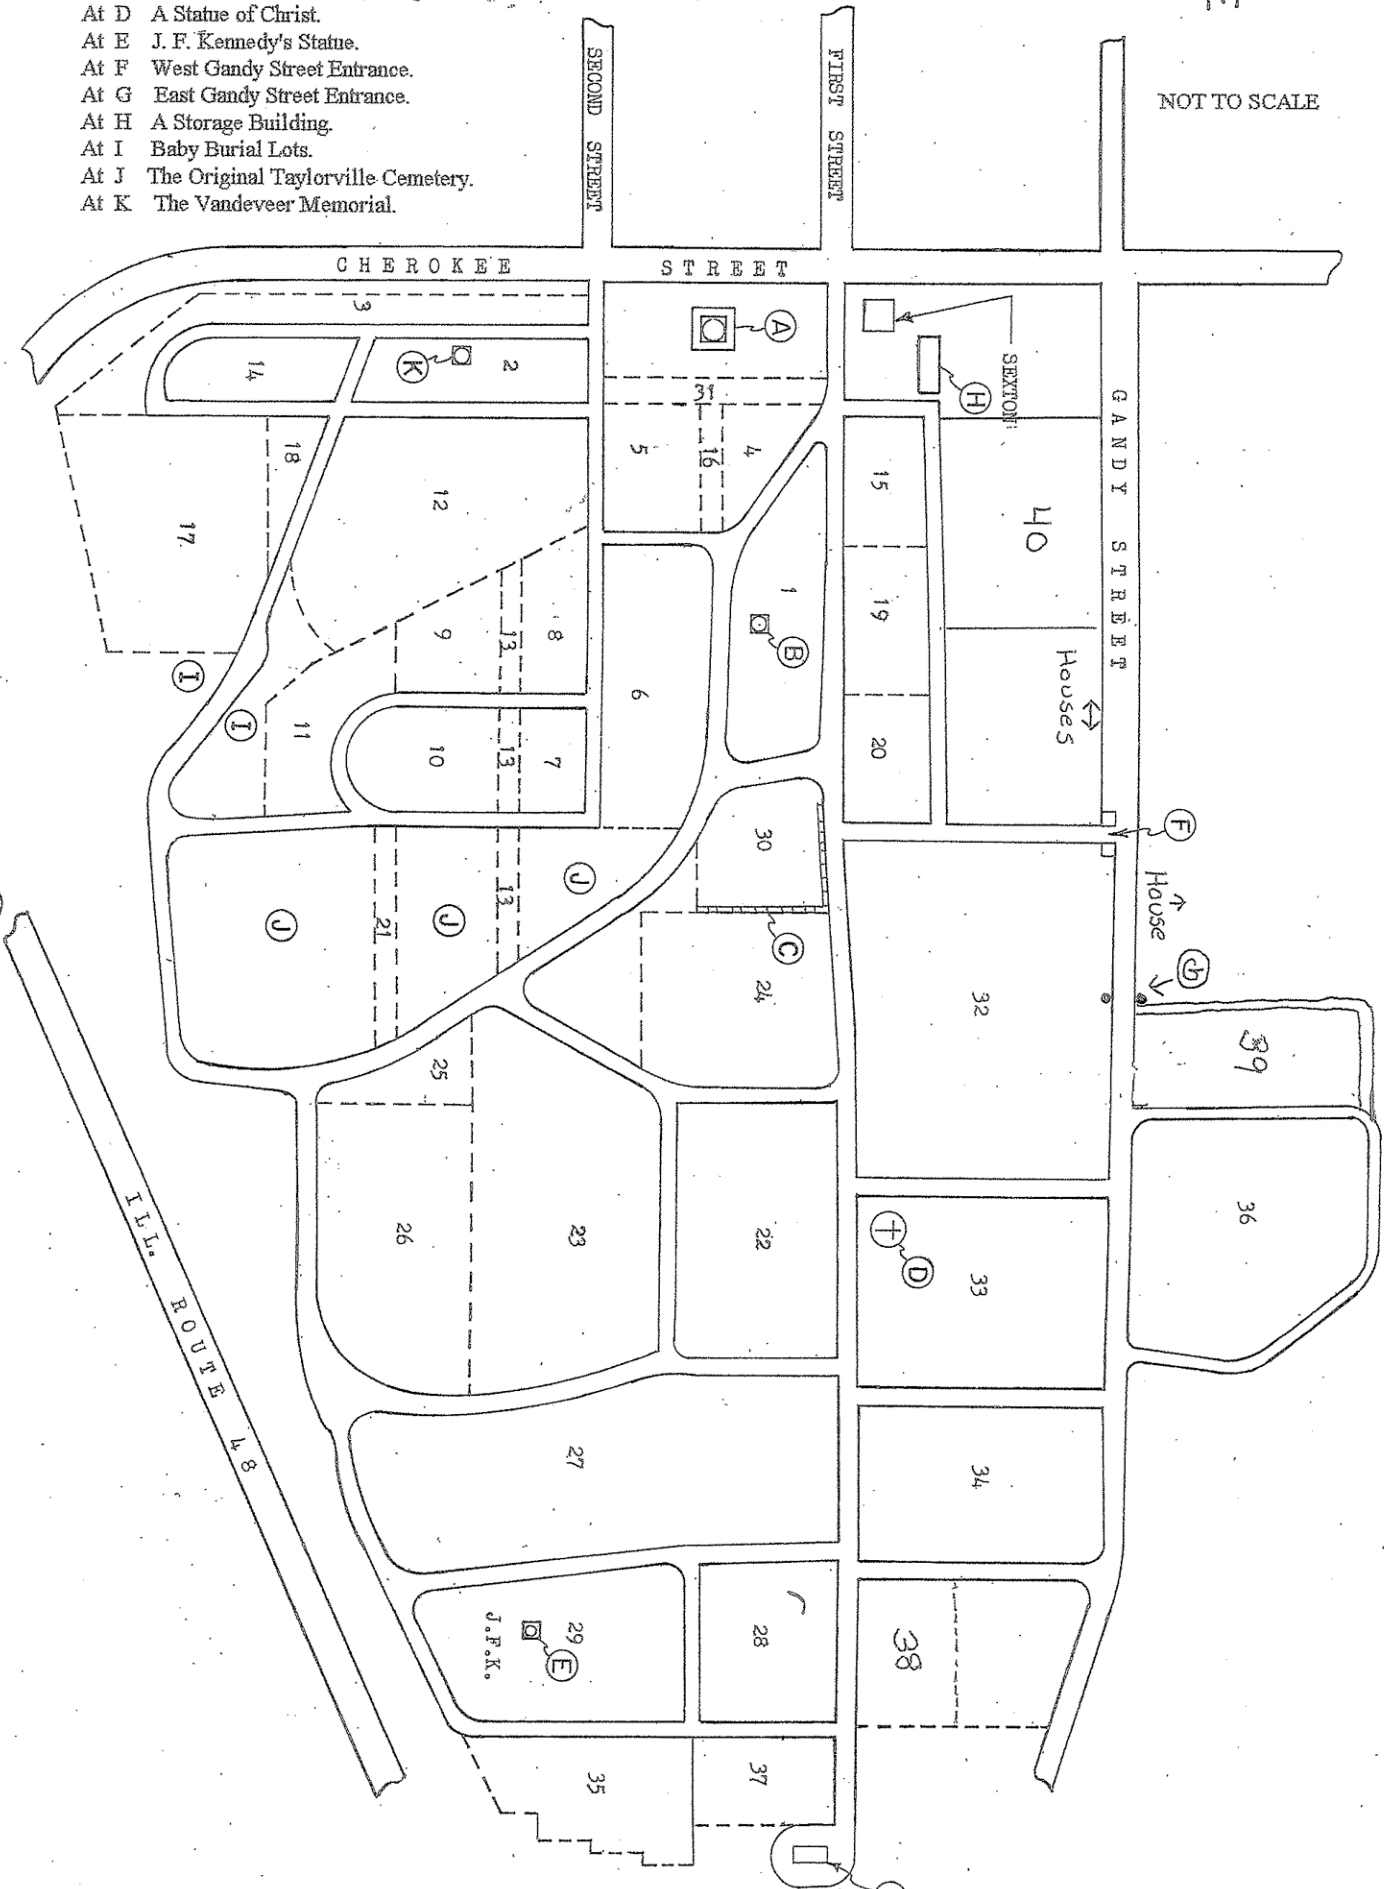 At D A Statue of Christ.
At E J. F. Kennedy's Statue.
At F West Gandy Street Entrance.
At G East Gandy Street Entrance.
At H A Storage Building.
At I Baby Burial Lots.
At J The Original Taylorville Cemetery.
At K The Vandeveer Memorial.
NOT TO SCALE
SECOND STREET
FIRST STREET
GANDY STREET
CHEROKEE STREET
SEXTON
A
H
K
3
2
14
31
5
16
4
15
40
18
12
17
1
B
19
Houses
6
8
13
9
I
I
11
10
13
7
20
30
F
House
G
J
21
J
13
J
C
24
32
39
25
26
23
22
D
33
36
ILL. ROUTE 48
27
34
29
J.F.K.
E
28
38
35
37